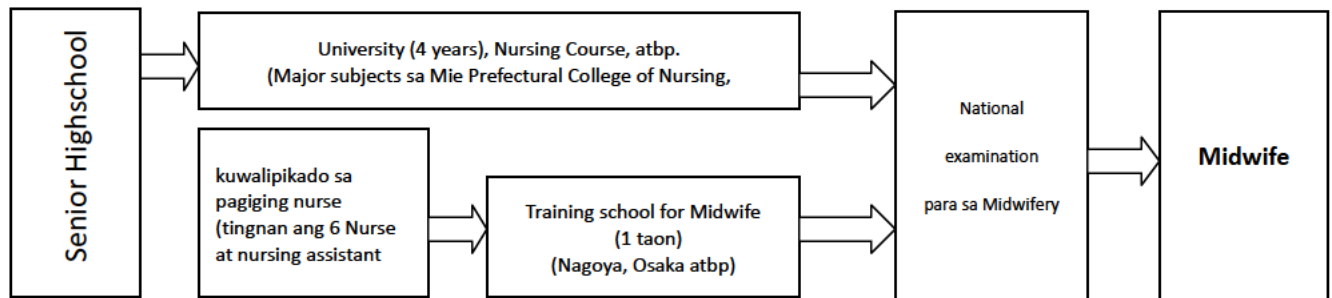 Senior Highschool
University (4 years), Nursing Course, atbp.
(Major subjects sa Mie Prefectural College of Nursing,
kuwalipikado sa
pagiging nurse
(tingnan ang 6 Nurse
at nursing assistant
Training school for Midwife
(1 taon)
(Nagoya, Osaka atbp)
National
examination
para sa Midwifery
Midwife